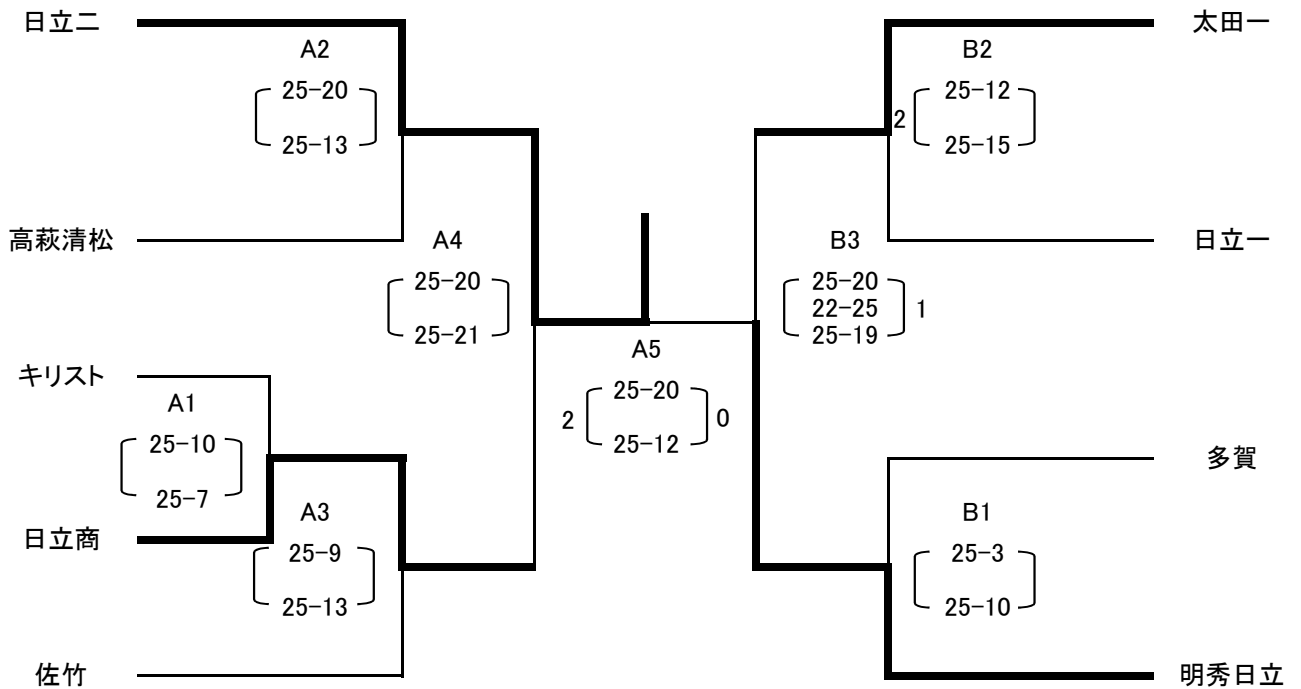 日立二
太田一
A2
B2
25-20
25-12
2
25-13
25-15
高萩清松
A4
B3
日立一
25-20
25-20
22-25
1
25-21
25-19
A5
キリスト
25-20
A1
2
0
25-10
25-12
多賀
25-7
A3
B1
日立商
25-9
25-3
25-13
25-10
佐竹
明秀日立